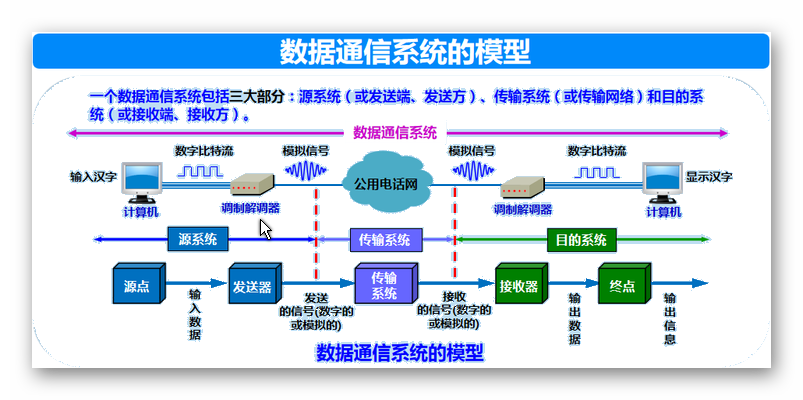 数据通信系统的模型
一个数据通信系统包括三大部分：源系统（或发送端、发送方）、传输系统（或传输网络）和目的系
统（或接收端、接收方）。
数据通信系统
数字比特流
模拟信号
模拟信号
数字比特流
输入汉字
公用电话网
显示汉字
计算机
调制解调器
调制解调器
计算机
源系统
传输系统
目的系统
源点
发送器
传输
系统
接收器
终点
输入数据
发送
的信号(数字的
或模拟的)
接收
的信号(数字的
或模拟的)
输出数据
输出信息
数据通信系统的模型